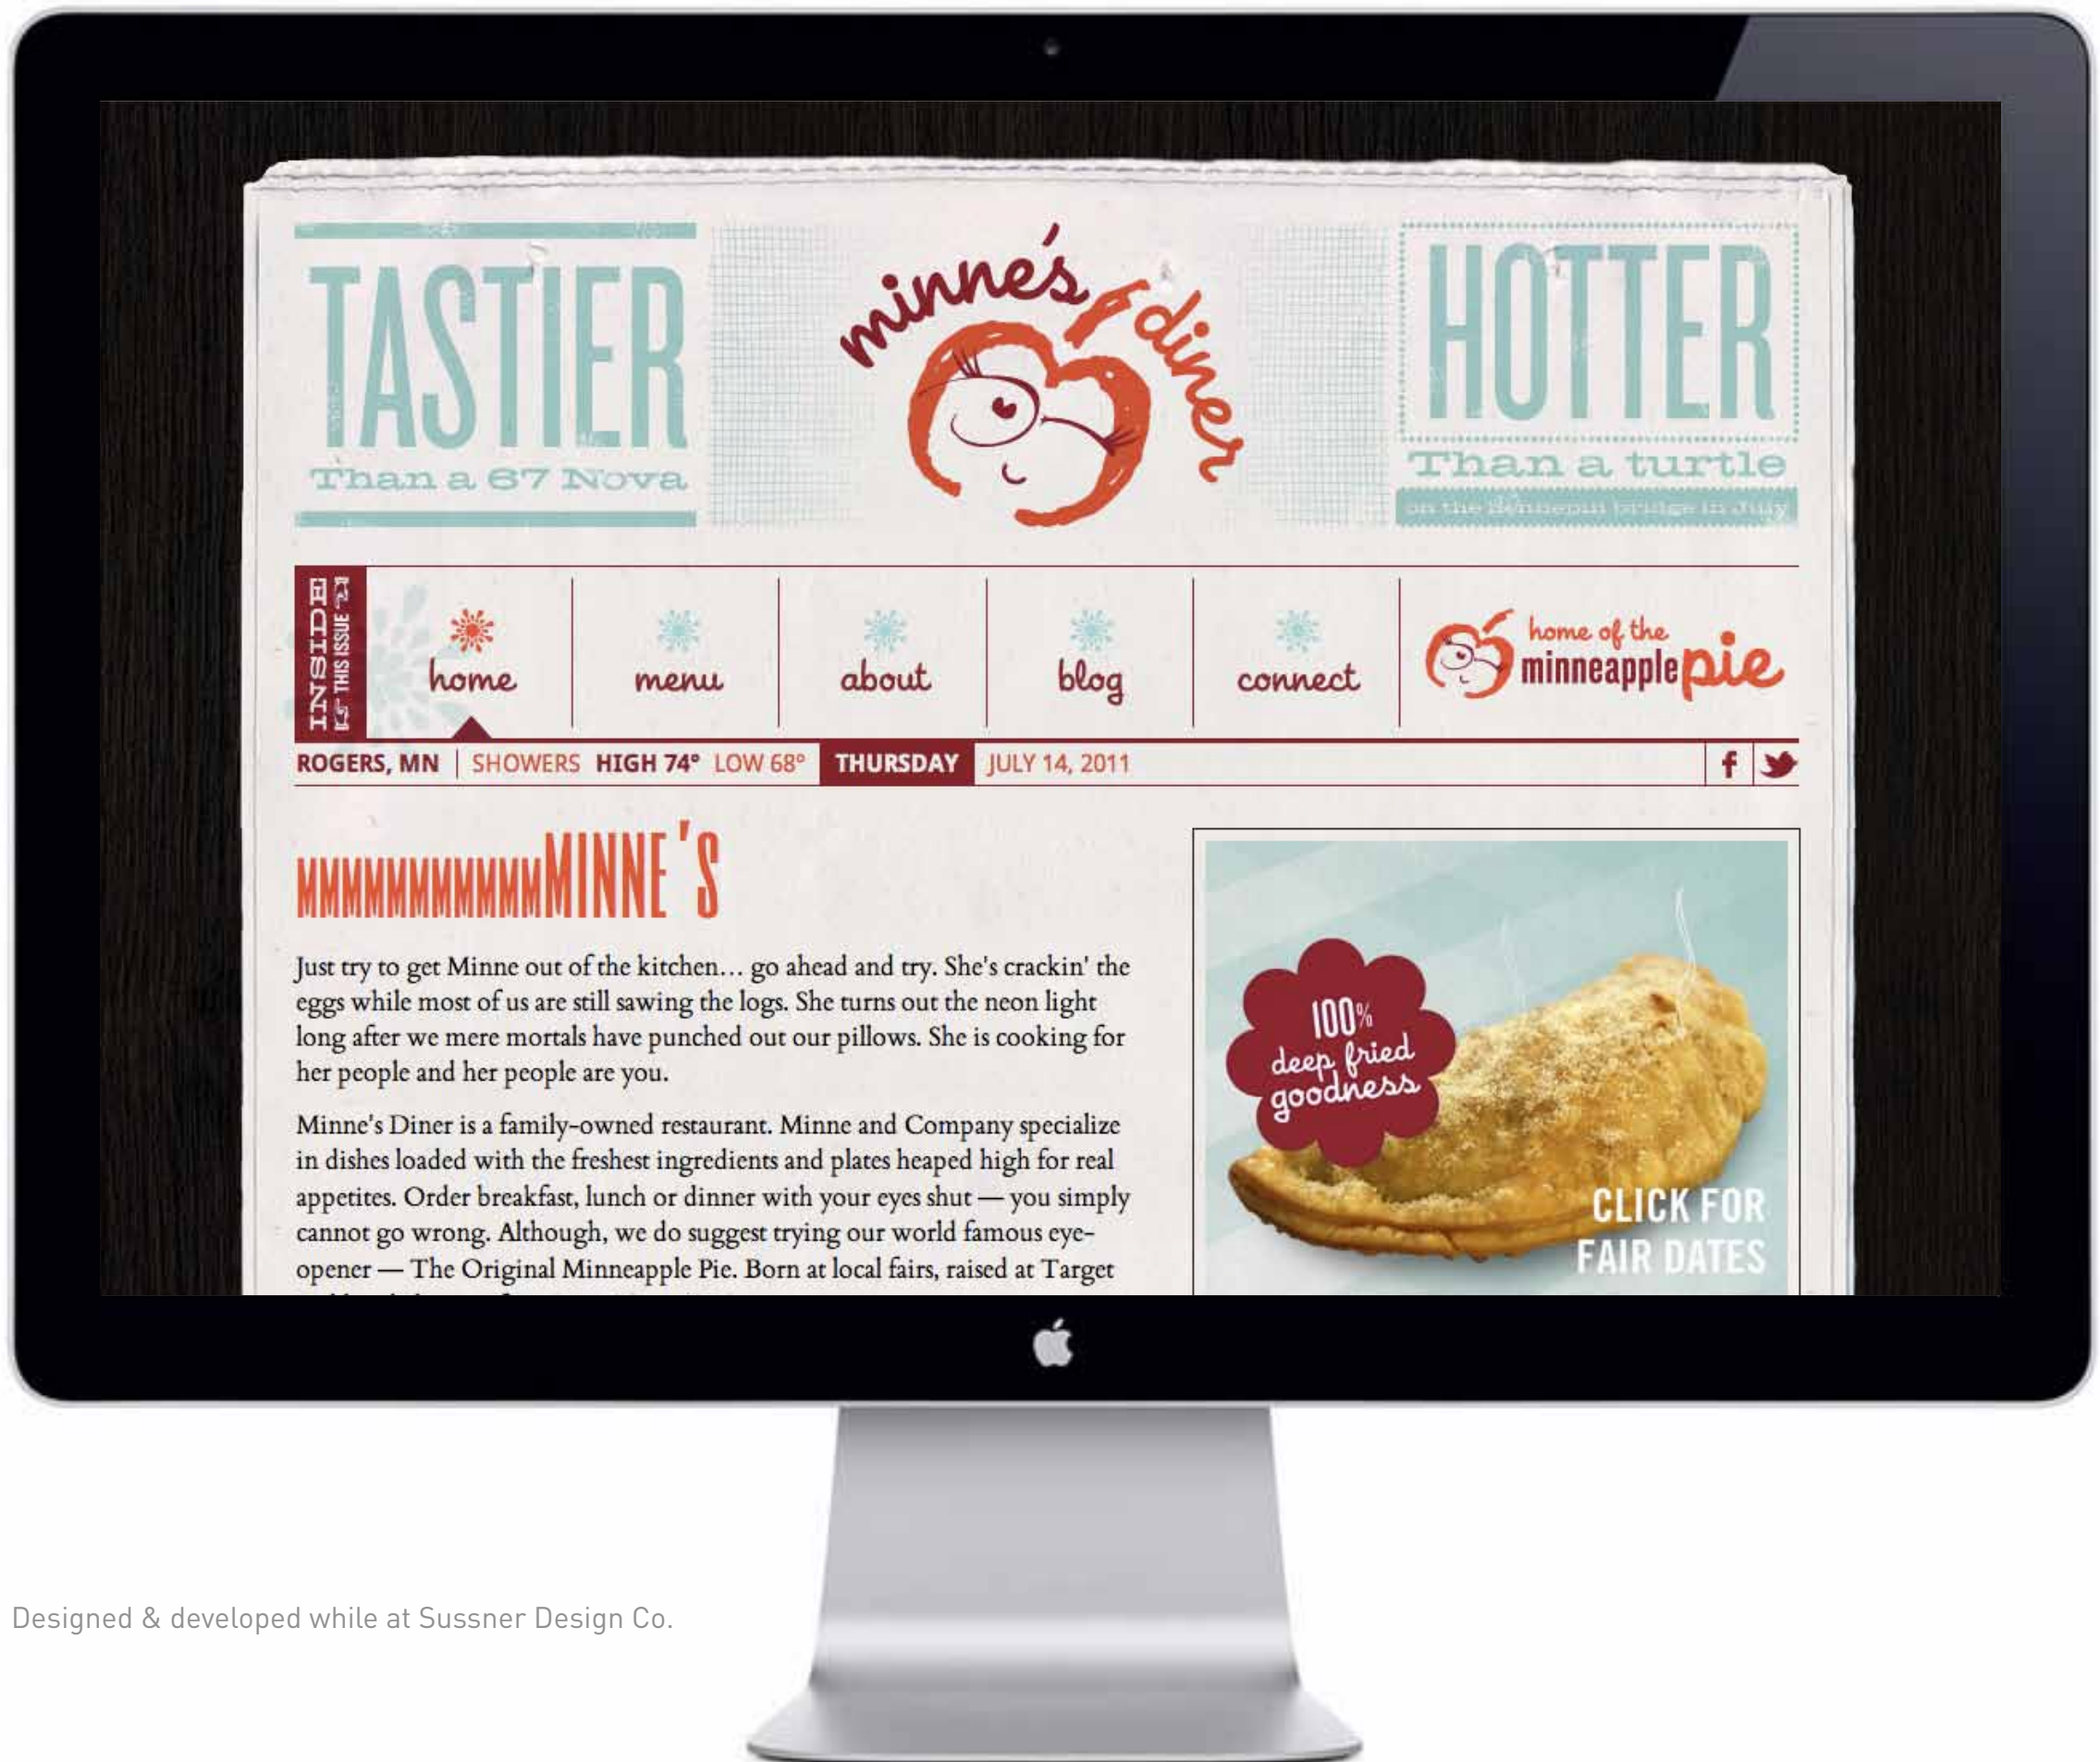 TASTIER
Than a 67 Nova
minne's diner
HOTTER
Than a turtle
on the Hennepin bridge in July
INSIDE
THIS ISSUE
home
menu
about
blog
connect
home of the
minneapple pie
ROGERS, MN | SHOWERS HIGH 74° LOW 68° THURSDAY JULY 14, 2011
MMMMMMMMMMMMINNE'S
Just try to get Minne out of the kitchen... go ahead and try. She's crackin' the
eggs while most of us are still sawing the logs. She turns out the neon light
long after we mere mortals have punched out our pillows. She is cooking for
her people and her people are you.
Minne's Diner is a family-owned restaurant. Minne and Company specialize
in dishes loaded with the freshest ingredients and plates heaped high for real
appetites. Order breakfast, lunch or dinner with your eyes shut — you simply
cannot go wrong. Although, we do suggest trying our world famous eye-
opener — The Original Minneapple Pie. Born at local fairs, raised at Target
100%
deep fried
goodness
CLICK FOR
FAIR DATES
Designed & developed while at Sussner Design Co.